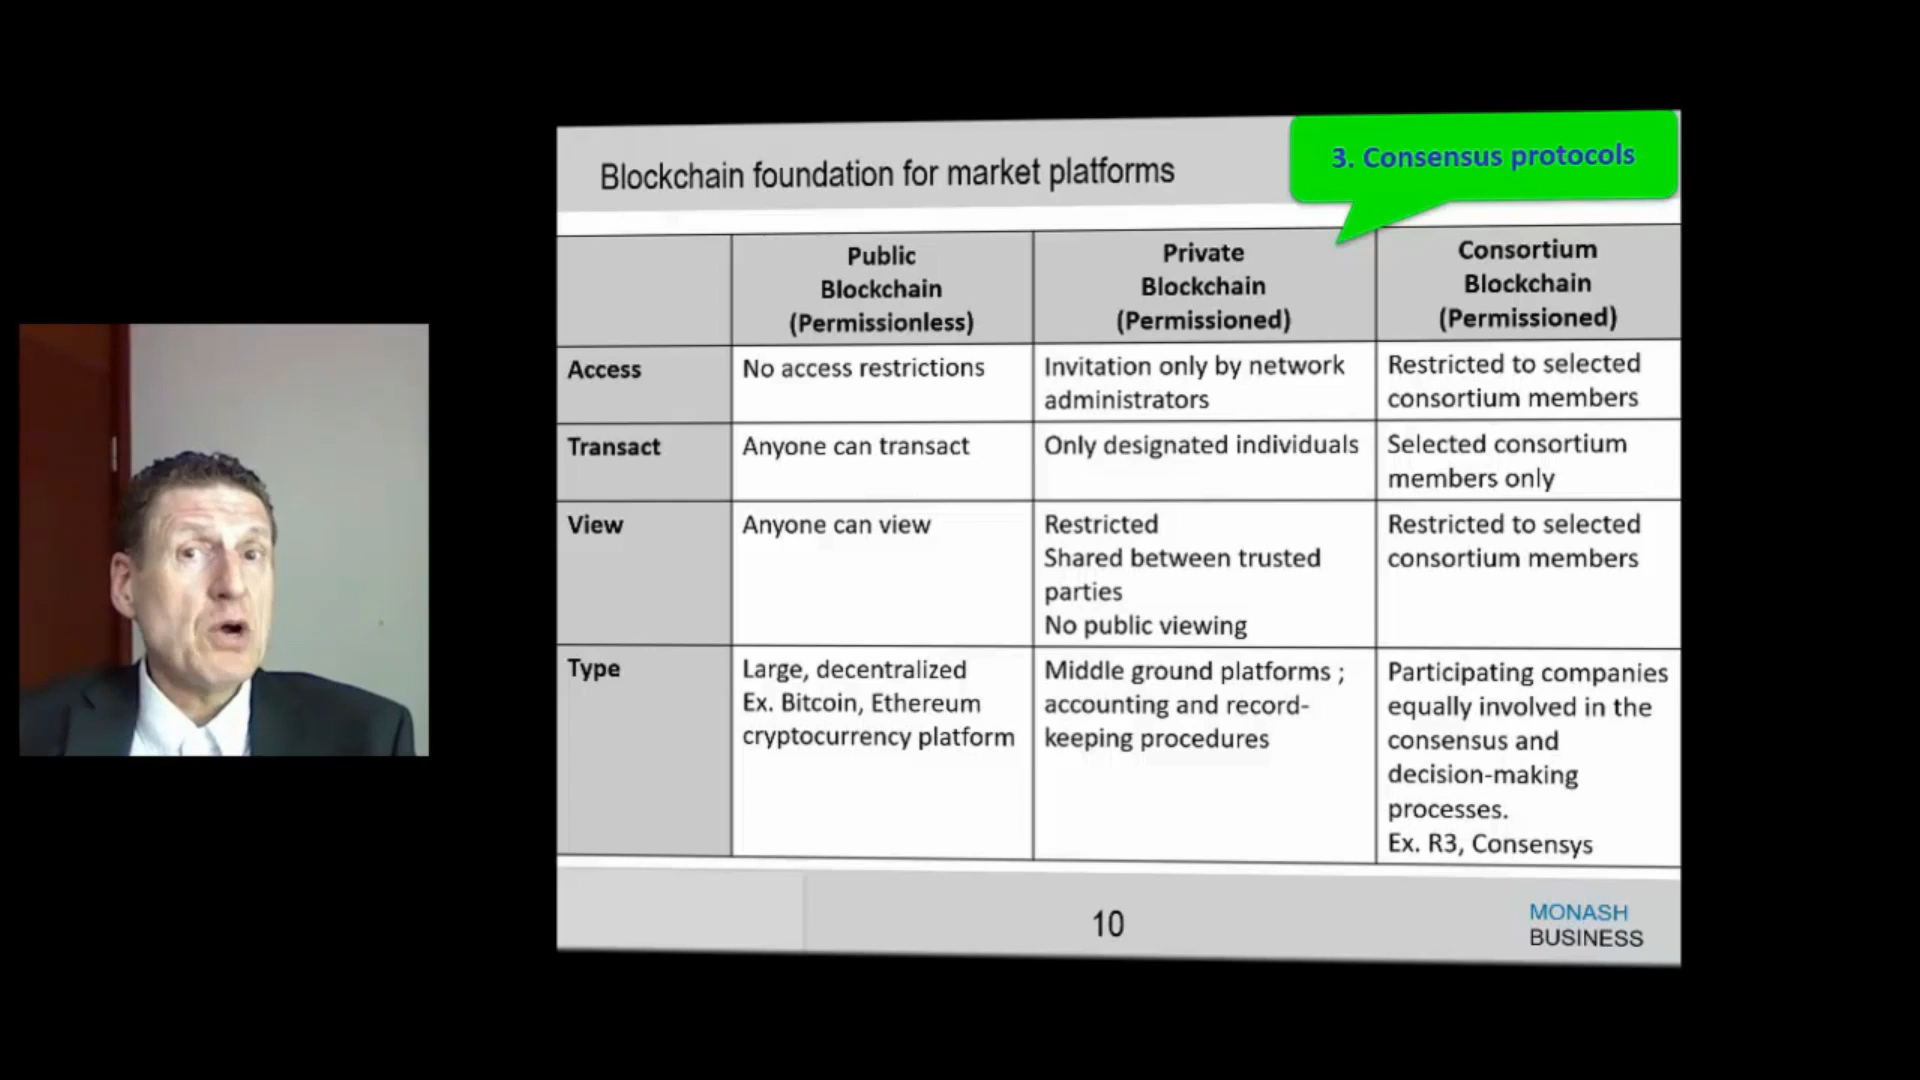 Blockchain foundation for market platforms
3. Consensus protocols
Public
Blockchain
(Permissionless)
Private
Blockchain
(Permissioned)
Consortium
Blockchain
(Permissioned)
Access
No access restrictions
Invitation only by network
administrators
Restricted to selected
consortium members
Transact
Anyone can transact
Only designated individuals
Selected consortium
members only
View
Anyone can view
Restricted
Shared between trusted
parties
No public viewing
Restricted to selected
consortium members
Type
Large, decentralized
Ex. Bitcoin, Ethereum
cryptocurrency platform
Middle ground platforms ;
accounting and record-
keeping procedures
Participating companies
equally involved in the
consensus and
decision-making
processes.
Ex. R3, Consensys
10
MONASH
BUSINESS